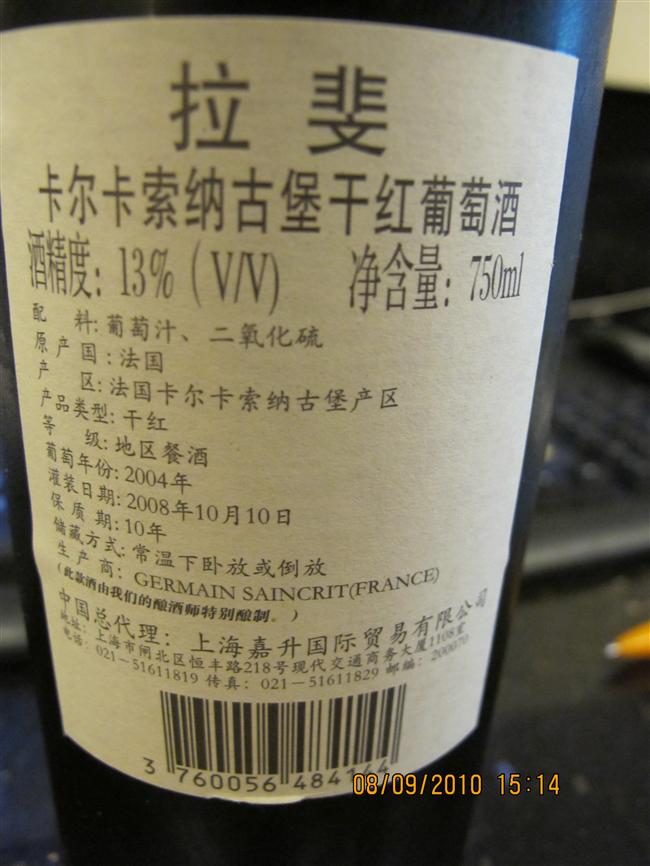 拉斐
卡尔卡索纳古堡干红葡萄酒
酒精度: 13% (V/V) 净含量: 750ml
配料: 葡萄汁、二氧化硫
原产国: 法国
产区: 法国卡尔卡索纳古堡产区
产品类型: 干红
等级: 地区餐酒
葡萄年份: 2004年
灌装日期: 2008年10月10日
保质期: 10年
储藏方式: 常温下卧放或倒放
生产商: GERMAIN SAINCRIT(FRANCE)
(此款酒由我们的酿酒师特别酿制。)
中国总代理: 上海嘉升国际贸易有限公司
地址: 上海市闸北区恒丰路218号现代交通商务大厦1108室
电话: 021-51611819 传真: 021-51611829 邮编: 200070
3 760056 484144
08/09/2010 15:14